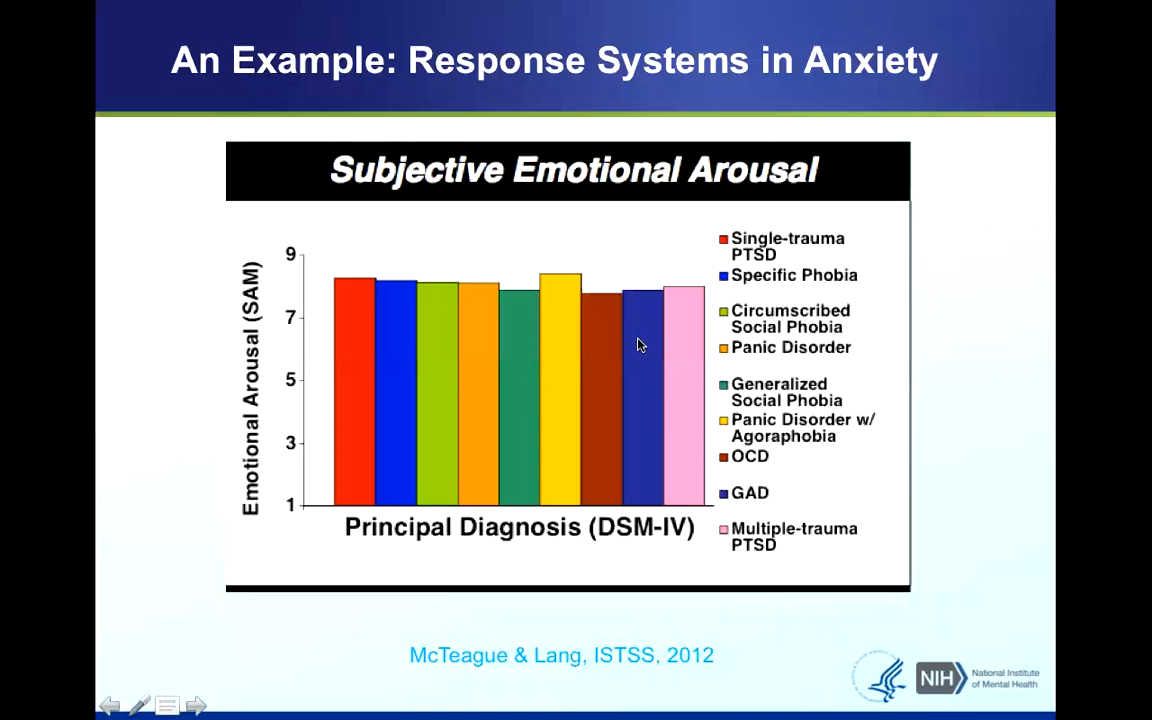 An Example: Response Systems in Anxiety
Subjective Emotional Arousal
Emotional Arousal (SAM)
9
7
5
3
1
Principal Diagnosis (DSM-IV)
Single-trauma
PTSD
Specific Phobia
Circumscribed
Social Phobia
Panic Disorder
Generalized
Social Phobia
Panic Disorder w/
Agoraphobia
OCD
GAD
Multiple-trauma
PTSD
McTeague & Lang, ISTSS, 2012
NIH
National Institute
of Mental Health